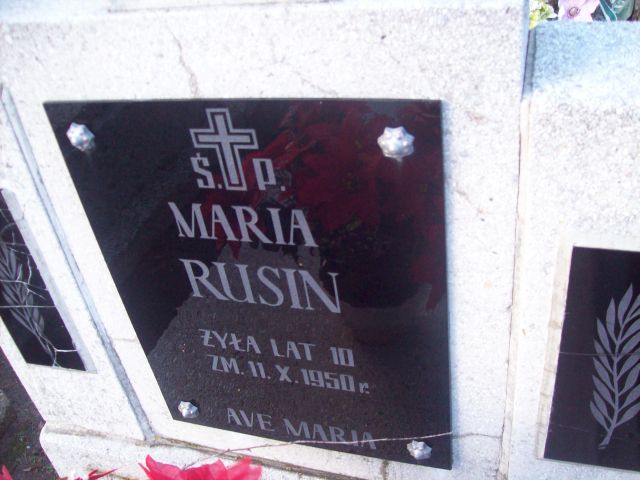 Ś. P.
MARIA
RUSIN
ŻYŁA LAT 10
ZM. 11. X. 1950 r.
AVE MARIA